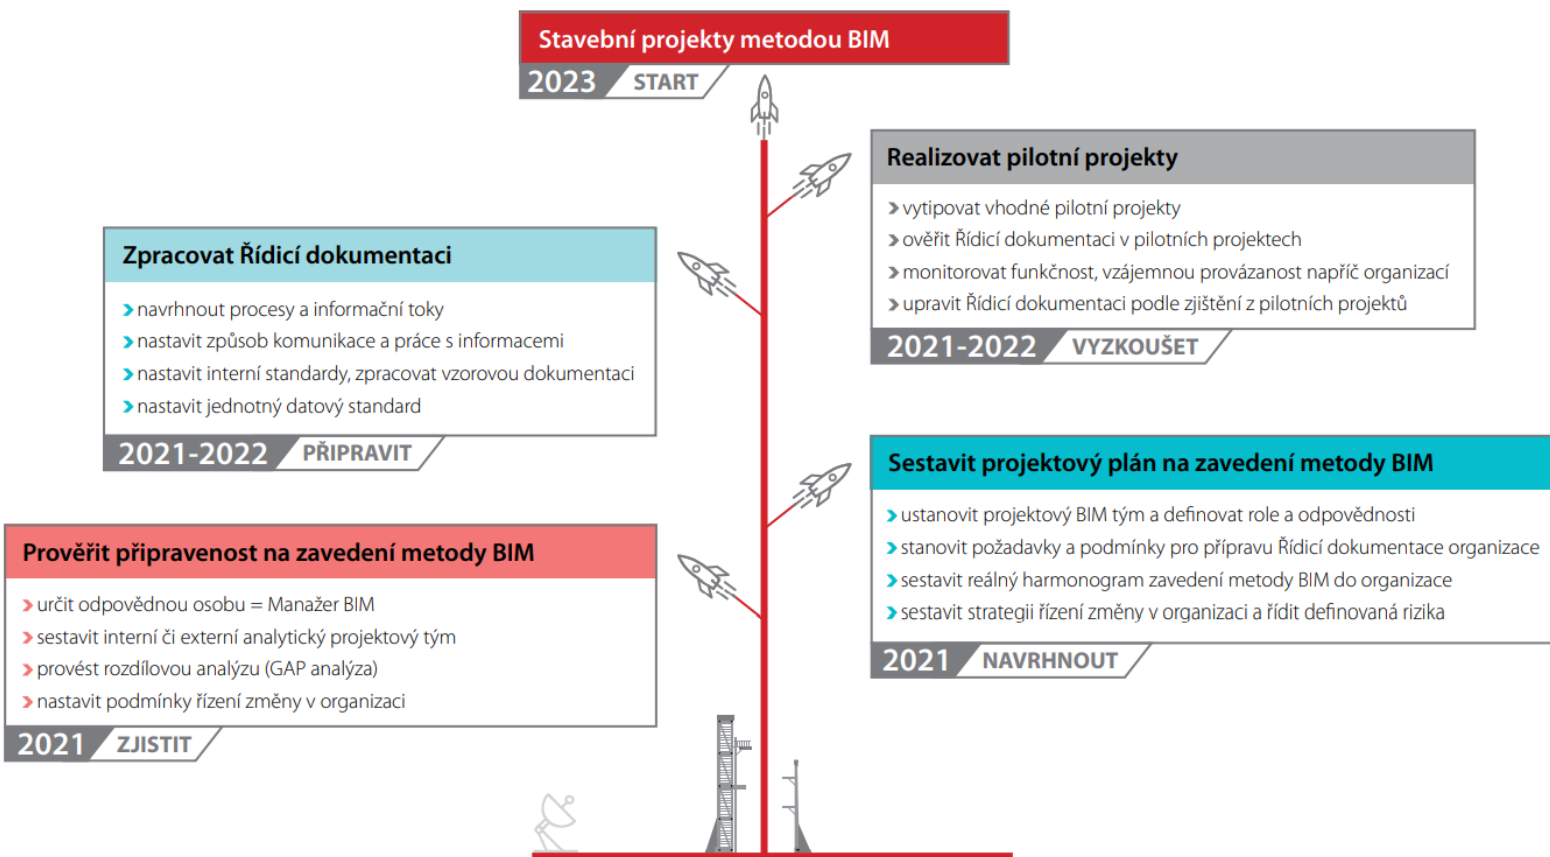 Stavební projekty metodou BIM
2023 START
Realizovat pilotní projekty
vytipovat vhodné pilotní projekty
ověřit Řídicí dokumentaci v pilotních projektech
monitorovat funkčnost, vzájemnou provázanost napříč organizací
upravit Řídicí dokumentaci podle zjištění z pilotních projektů
2021-2022 VYZKOUŠET
Zpracovat Řídicí dokumentaci
navrhnout procesy a informační toky
nastavit způsob komunikace a práce s informacemi
nastavit interní standardy, zpracovat vzorovou dokumentaci
nastavit jednotný datový standard
2021-2022 PŘIPRAVIT
Sestavit projektový plán na zavedení metody BIM
ustanovit projektový BIM tým a definovat role a odpovědnosti
stanovit požadavky a podmínky pro přípravu Řídicí dokumentace organizace
sestavit reálný harmonogram zavedení metody BIM do organizace
sestavit strategii řízení změny v organizaci a řídit definovaná rizika
2021 NAVRHNOUT
Prověřit připravenost na zavedení metody BIM
určit odpovědnou osobu = Manažer BIM
sestavit interní či externí analytický projektový tým
provést rozdílovou analýzu (GAP analýza)
nastavit podmínky řízení změny v organizaci
2021 ZJISTIT